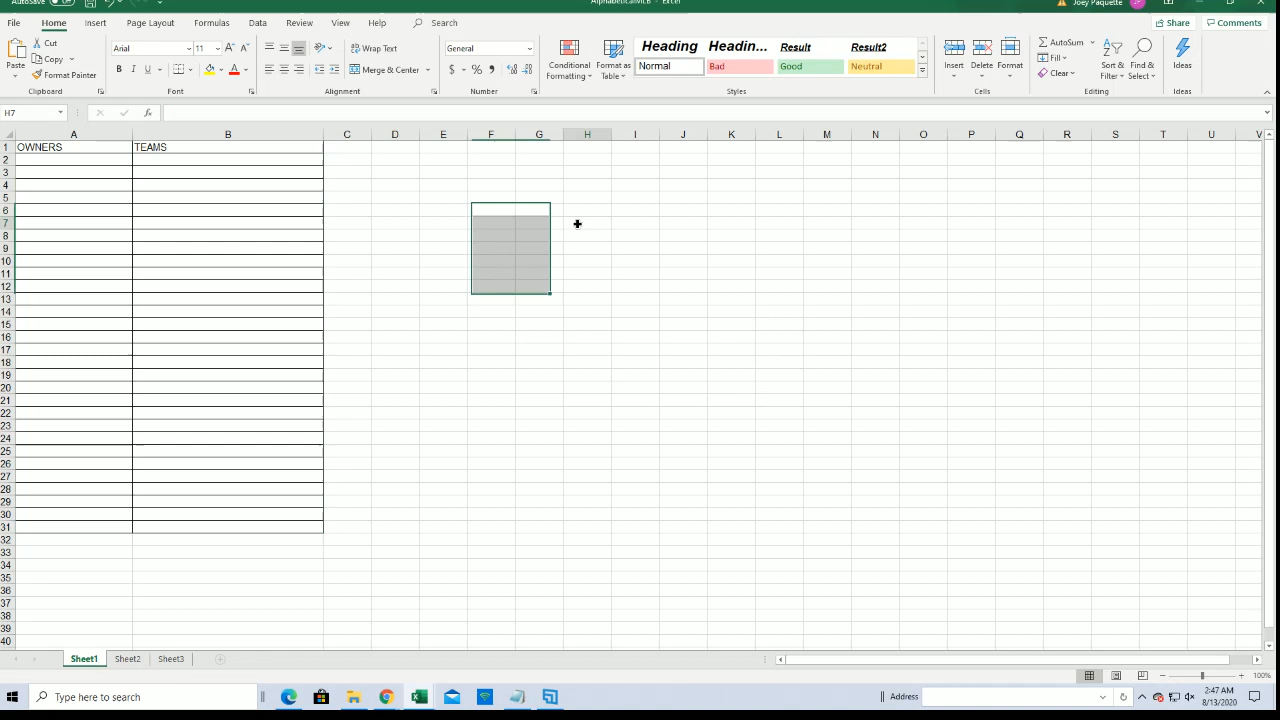 AutoSave Off AlphabeticalMLB - Excel Joey Paquette
File Home Insert Page Layout Formulas Data Review View Help Search Share Comments
Paste Cut Copy Format Painter Clipboard
Arial 11 B I U Font
Wrap Text Merge & Center Alignment
General $ % Number
Conditional Formatting Format as Table
Heading Headin... Result Result2
Normal Bad Good Neutral
Styles
Insert Delete Format Cells
AutoSum Fill Clear Sort & Filter Find & Select Editing
Ideas Ideas
H7 fx
A B C D E F G H I J K L M N O P Q R S T U V
1 OWNERS TEAMS
2
3
4
5
6
7
8
9
10
11
12
13
14
15
16
17
18
19
20
21
22
23
24
25
26
27
28
29
30
31
32
33
34
35
36
37
38
39
40
Sheet1 Sheet2 Sheet3
100%
Type here to search Address 2:47 AM
8/13/2020